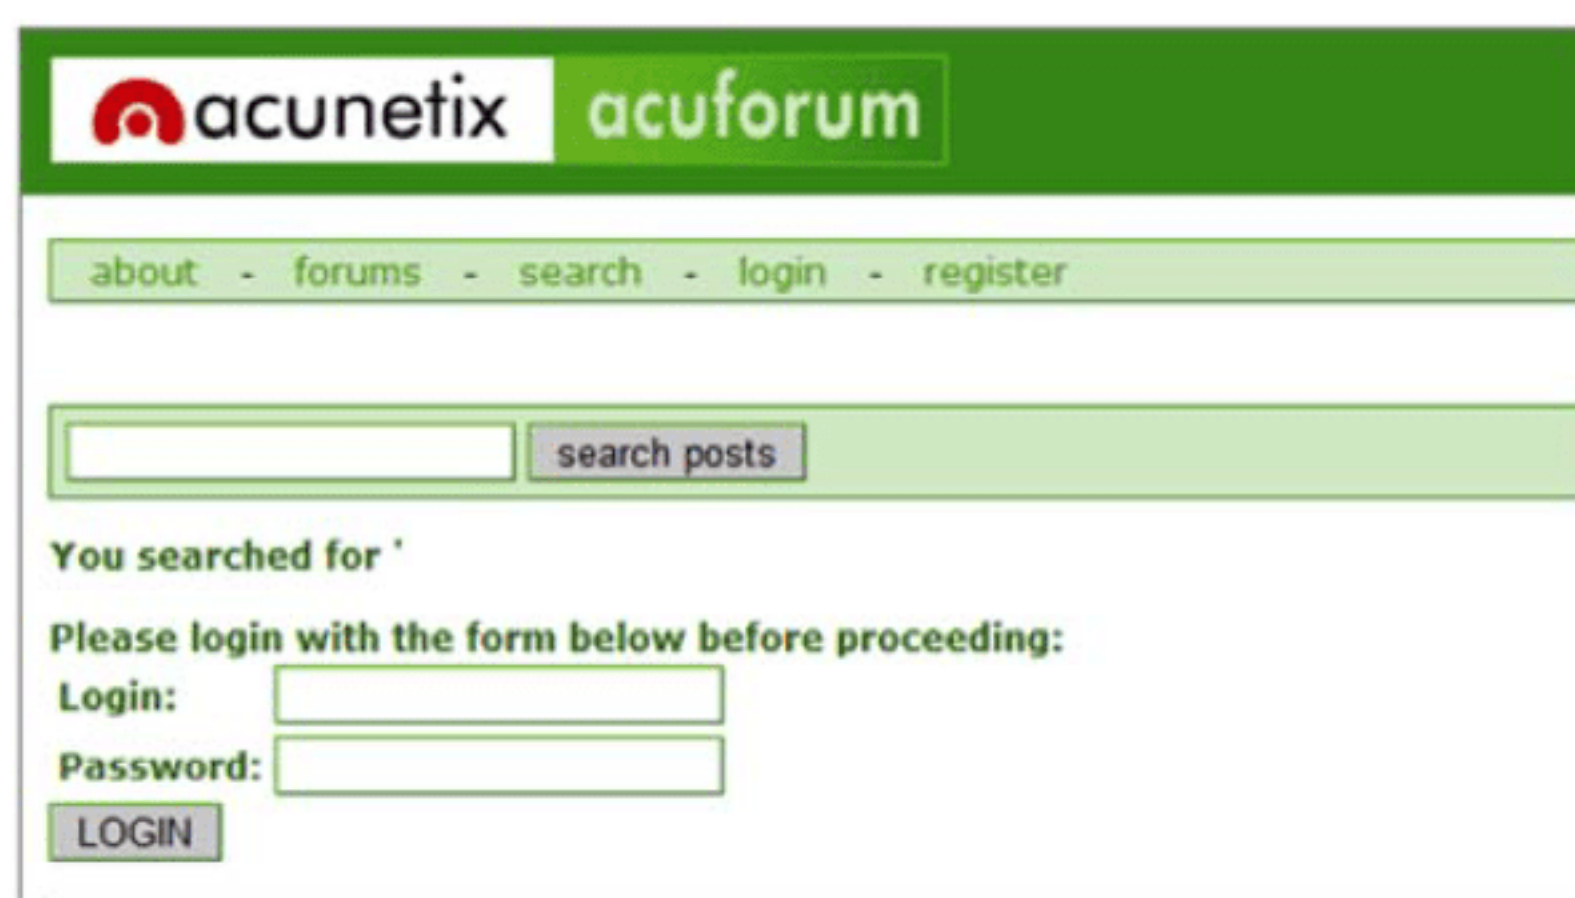 acunetix acuforum
about - forums - search - login - register
search posts
You searched for '
Please login with the form below before proceeding:
Login:
Password:
LOGIN